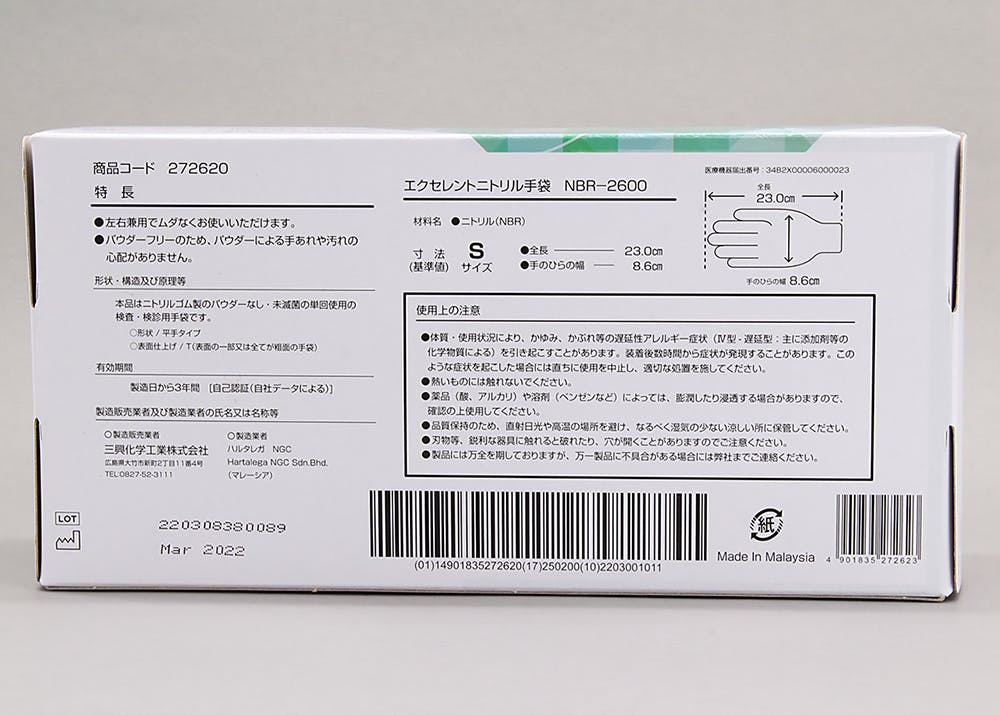 商品コード 272620
特長
●左右兼用でムダなくお使いいただけます。
●パウダーフリーのため、パウダーによる手あれや汚れの
心配がありません。
形状・構造及び原理等
本品はニトリルゴム製のパウダーなし・未滅菌の単回使用の
検査・検診用手袋です。
○形状 / 平手タイプ
○表面仕上げ / T(表面の一部又は全てが粗面の手袋)
有効期間
製造日から3年間 [自己認証(自社データによる)]
製造販売業者及び製造業者の氏名又は名称等
○製造販売業者
三興化学工業株式会社
広島県大竹市新町2丁目11番4号
TEL:0827-52-3111
○製造業者
ハルタレガ NGC
Hartalega NGC Sdn.Bhd.
(マレーシア)
LOT
220308380089
Mar 2022
エクセレントニトリル手袋 NBR-2600
材料名 ●ニトリル(NBR)
寸法
(基準値)
S
サイズ
●全長 23.0cm
●手のひらの幅 8.6cm
医療機器届出番号:34B2X00006000023
全長
23.0cm
手のひらの幅 8.6cm
使用上の注意
●体質・使用状況により、かゆみ、かぶれ等の遅延性アレルギー症状(Ⅳ型-遅延型:主に添加剤等の
化学物質による)を引き起こすことがあります。装着後数時間から症状が発現することがあります。この
ような症状を起こした場合には直ちに使用を中止し、適切な処置を施してください。
●熱いものには触れないでください。
●薬品(酸、アルカリ)や溶剤(ベンゼンなど)によっては、膨潤したり浸透する場合がありますので、
確認の上使用してください。
●品質保持のため、直射日光や高温の場所を避け、なるべく湿気の少ない涼しい所に保管してください。
●刃物等、鋭利な器具に触れると破れたり、穴が開くことがありますのでご注意ください。
●製品には万全を期しておりますが、万一製品に不具合がある場合には弊社までご連絡ください。
(01)14901835272620(17)250200(10)2203001011
紙
Made In Malaysia
4 901835 272623